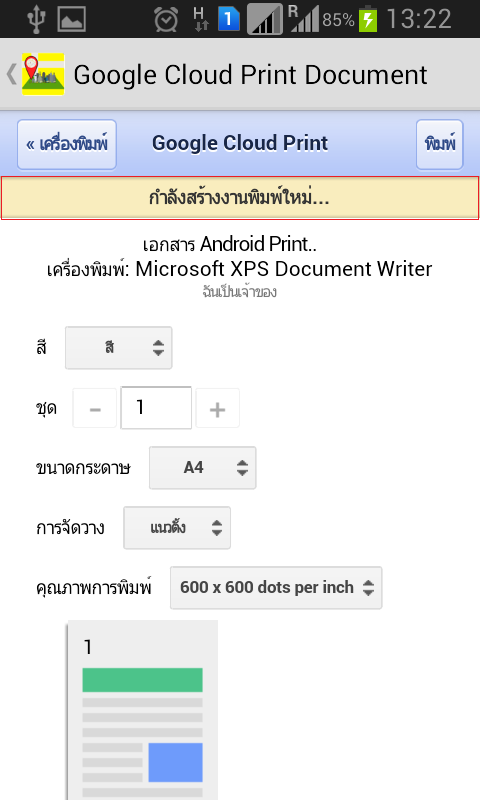 H 1 R 85% 13:22
Google Cloud Print Document
« เครื่องพิมพ์ Google Cloud Print พิมพ์
กำลังสร้างงานพิมพ์ใหม่...
เอกสาร Android Print..
เครื่องพิมพ์: Microsoft XPS Document Writer
ฉันเป็นเจ้าของ
สี สี
ชุด - 1 +
ขนาดกระดาษ A4
การจัดวาง แนวตั้ง
คุณภาพการพิมพ์ 600 x 600 dots per inch
1